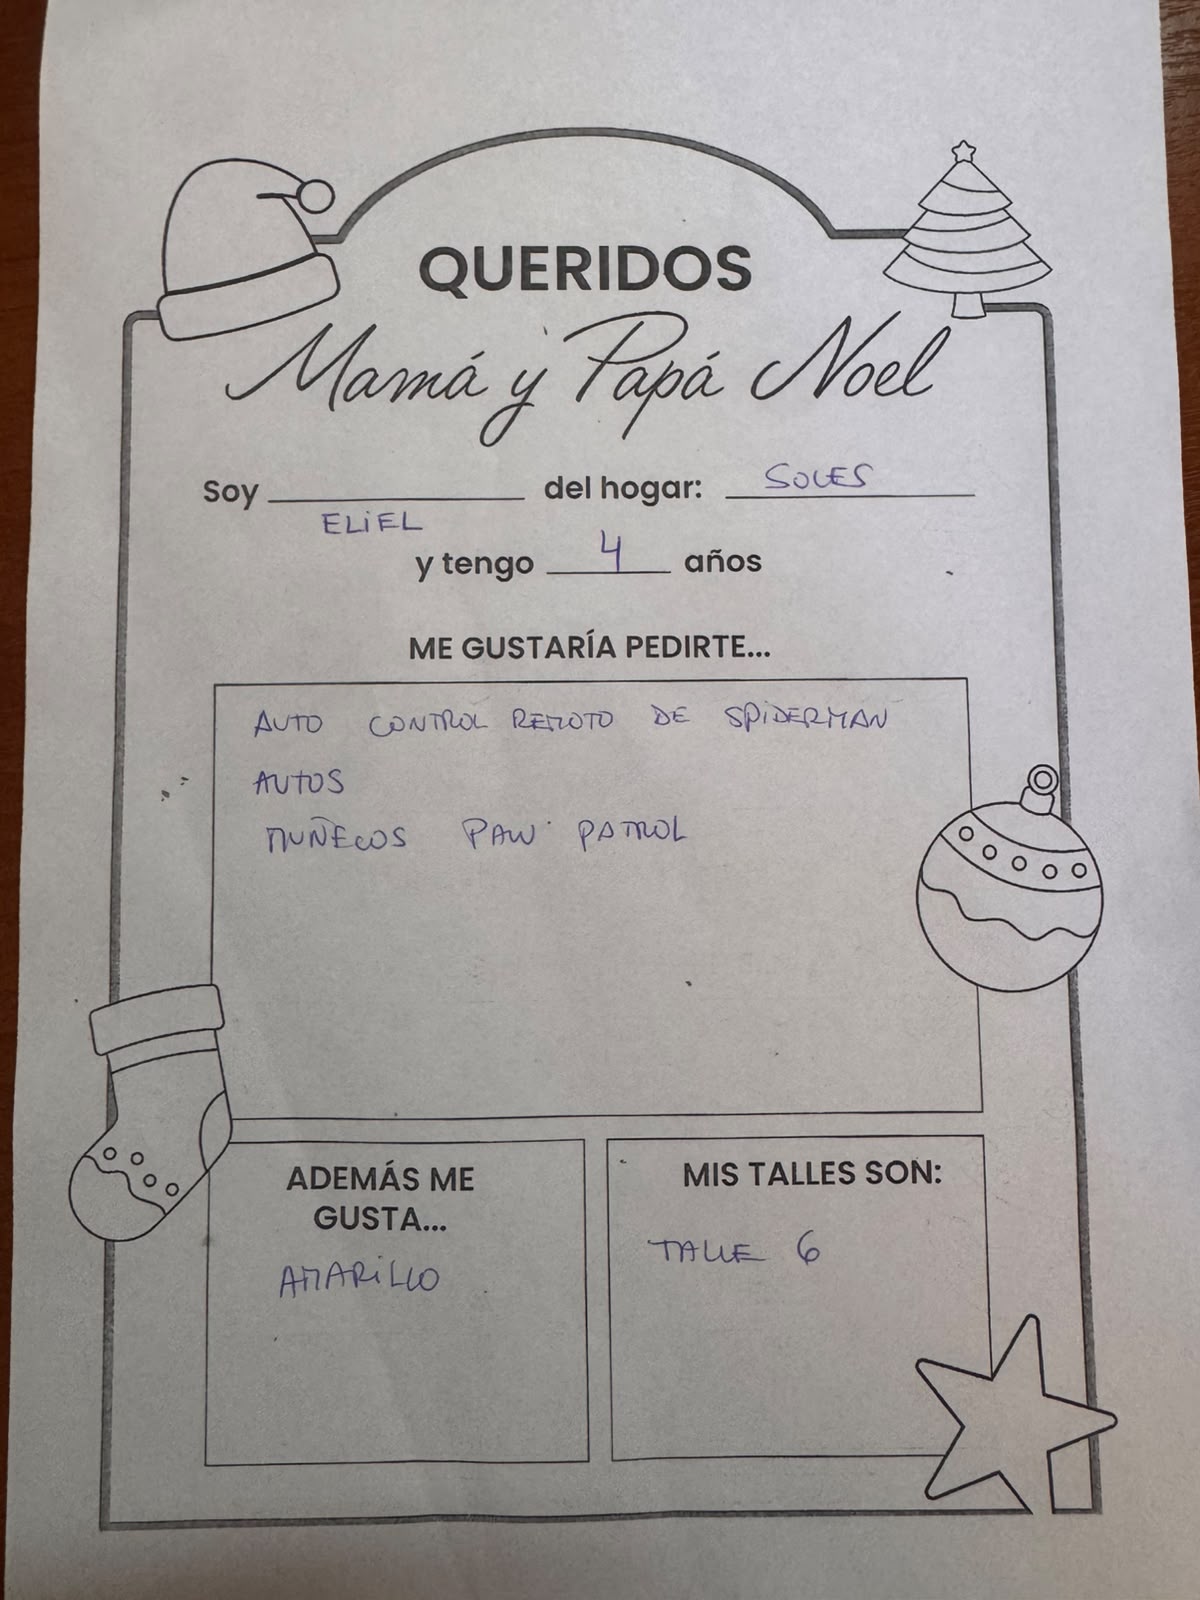 QUERIDOS
Mamá y Papá Noel
Soy ELIEL del hogar: SOLES
y tengo 4 años
ME GUSTARÍA PEDIRTE...
AUTO CONTROL REMOTO DE SPIDERMAN
AUTOS
MUÑECOS PAW PATROL
ADEMÁS ME
GUSTA...
AMARILLO
MIS TALLES SON:
TALLE 6